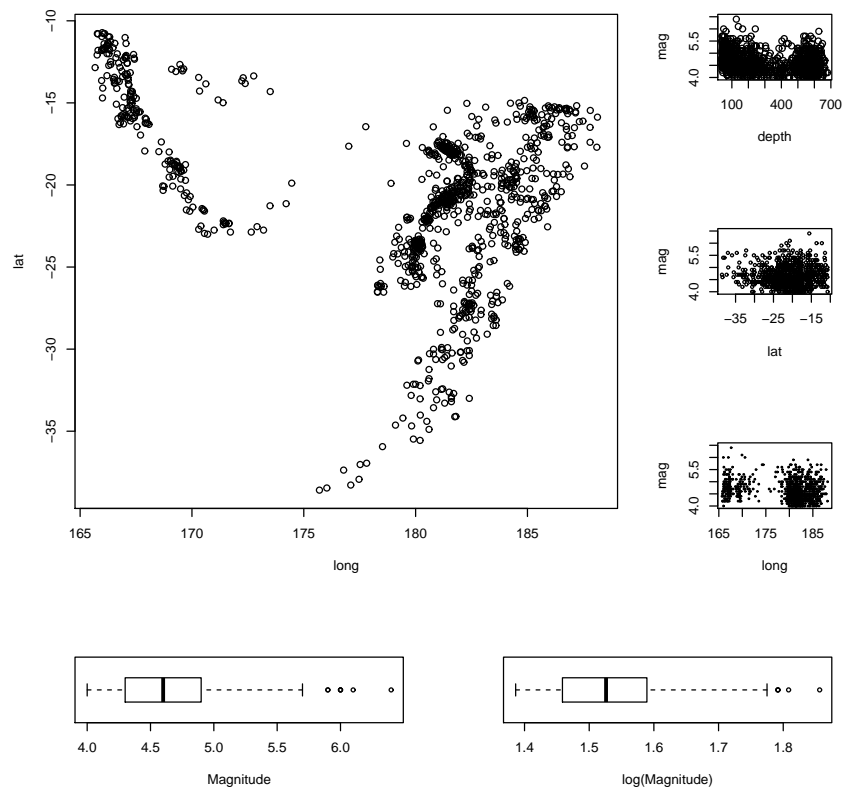 −10
−15
−20
−25
−30
−35
lat
165 170 175 180 185
long
mag
5.5
4.0
100 400 700
depth
mag
5.5
4.0
−35 −25 −15
lat
mag
5.5
4.0
165 175 185
long
4.0 4.5 5.0 5.5 6.0
Magnitude
1.4 1.5 1.6 1.7 1.8
log(Magnitude)